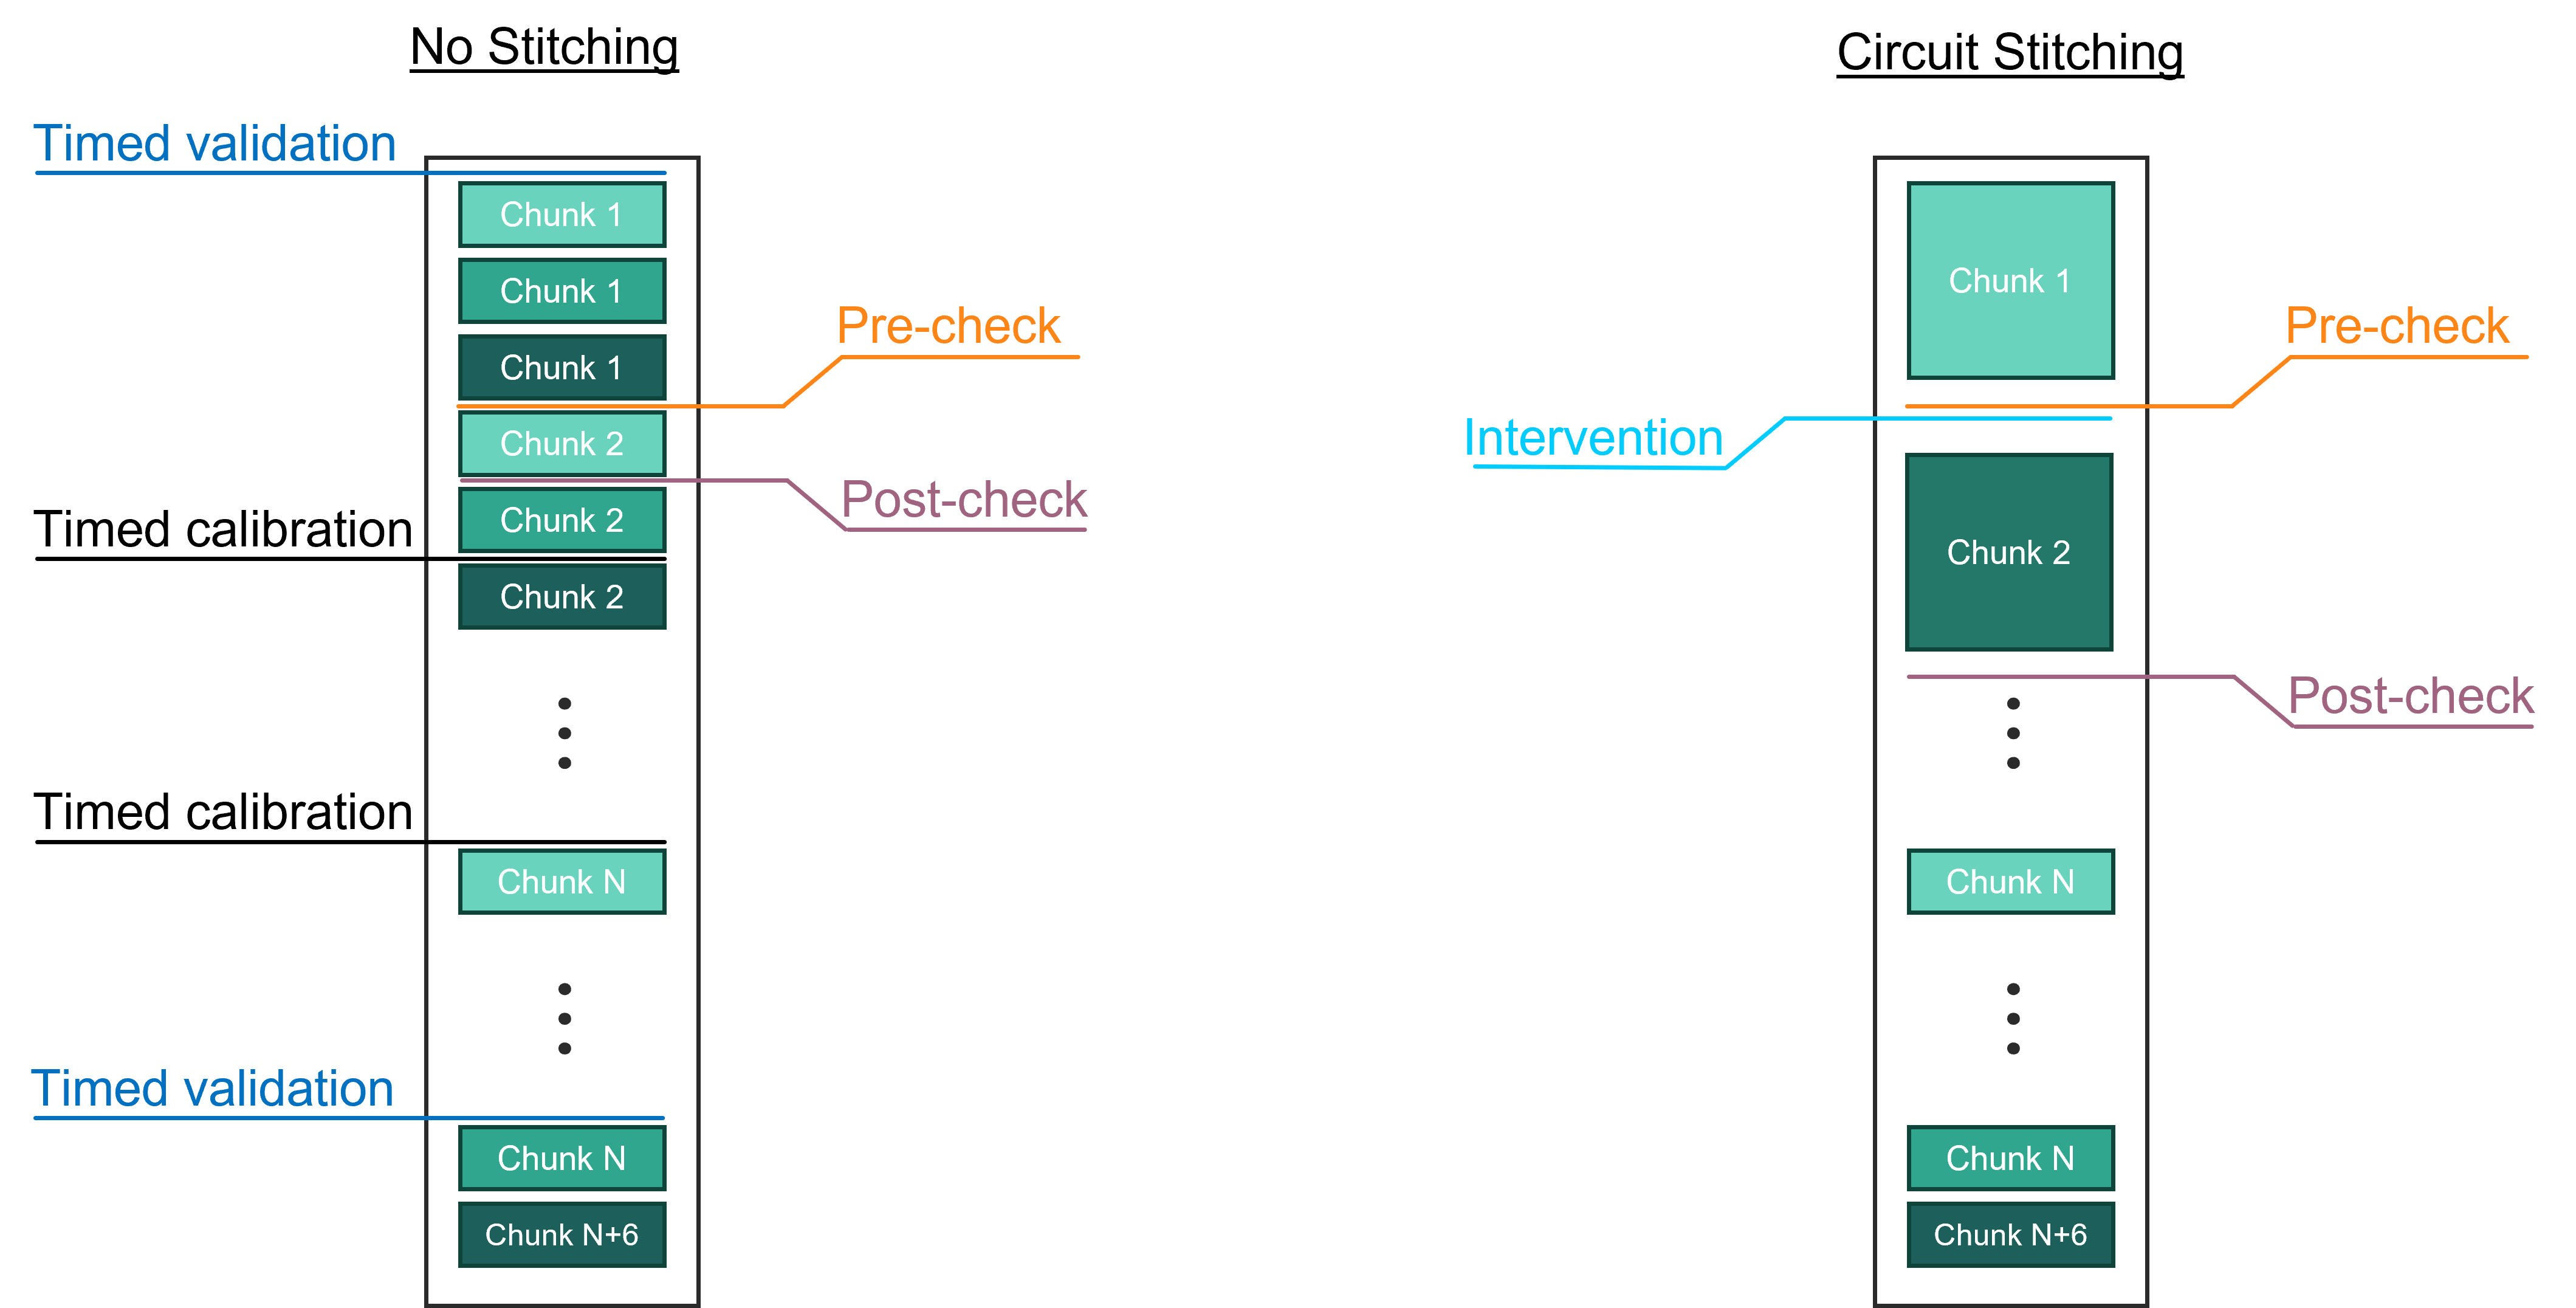 No Stitching
Timed validation
Chunk 1
Chunk 1
Chunk 1
Pre-check
Chunk 2
Post-check
Chunk 2
Timed calibration
Chunk 2
Timed calibration
Chunk N
Timed validation
Chunk N
Chunk N+6
Circuit Stitching
Chunk 1
Pre-check
Intervention
Chunk 2
Post-check
Chunk N
Chunk N
Chunk N+6